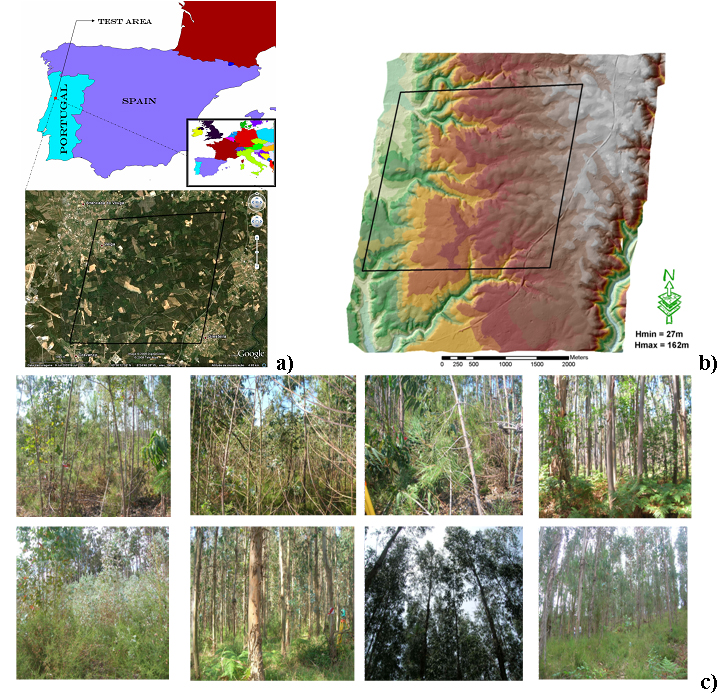 TEST AREA
SPAIN
PORTUGAL
Google
a)
N
Hmin = 27m
Hmax = 162m
0 250 500 1000 1500 2000
Meters
b)
c)